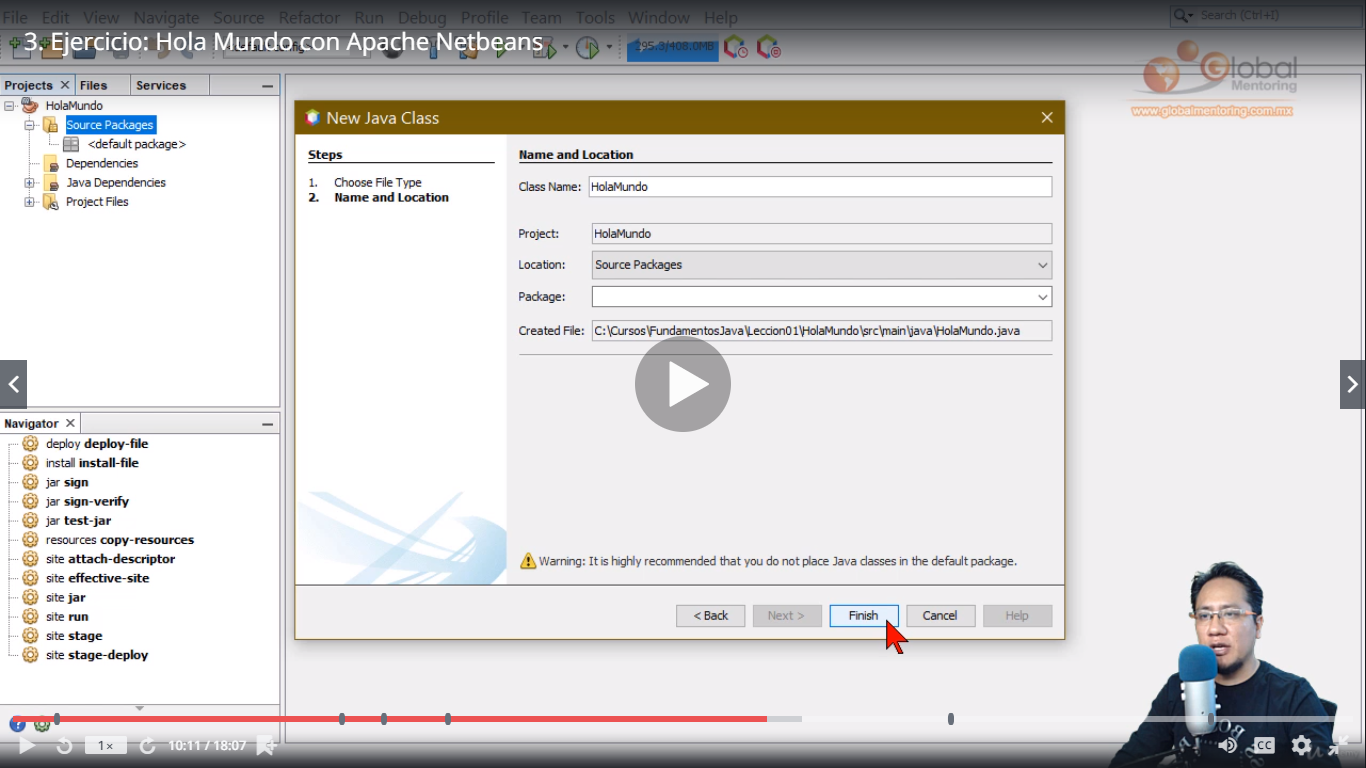 File Edit View Navigate Source Refactor Run Debug Profile Team Tools Window Help
Search (Ctrl+I)
3. Ejercicio: Hola Mundo con Apache Netbeans
295.3/408.0MB
Global
Mentoring
www.globalmentoring.com.mx
Projects Files Services
HolaMundo
Source Packages
<default package>
Dependencies
Java Dependencies
Project Files
New Java Class
Steps
1. Choose File Type
2. Name and Location
Name and Location
Class Name: HolaMundo
Project: HolaMundo
Location: Source Packages
Package:
Created File: C:\Cursos\FundamentosJava\Leccion01\HolaMundo\src\main\java\HolaMundo.java
Warning: It is highly recommended that you do not place Java classes in the default package.
< Back Next > Finish Cancel Help
Navigator
deploy deploy-file
install install-file
jar sign
jar sign-verify
jar test-jar
resources copy-resources
site attach-descriptor
site effective-site
site jar
site run
site stage
site stage-deploy
1×
10:11 / 18:07
CC